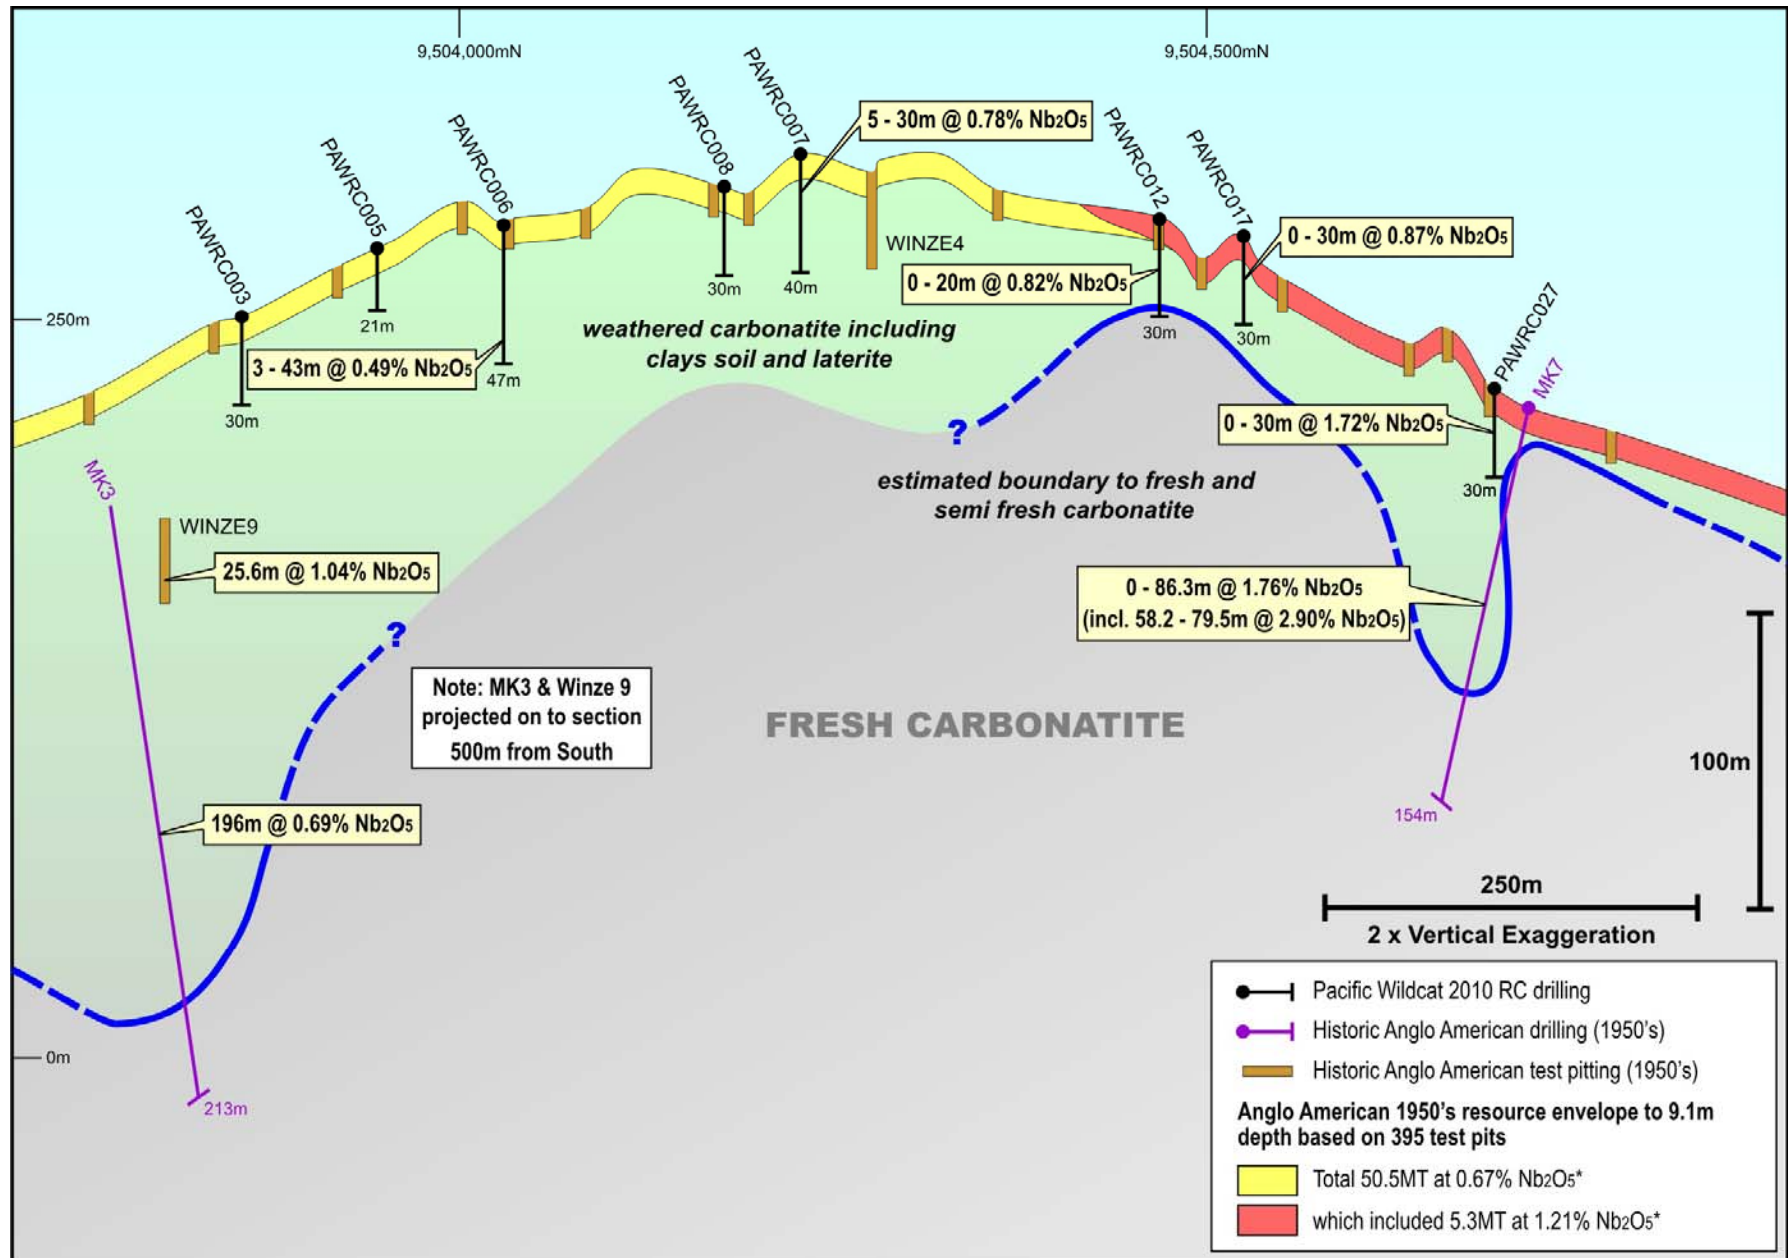 9,504,000mN
9,504,500mN
PAWRC003
PAWRC005
PAWRC006
PAWRC008
PAWRC007
PAWRC012
PAWRC017
PAWRC027
MK7
5 - 30m @ 0.78% Nb₂O₅
0 - 30m @ 0.87% Nb₂O₅
WINZE4
0 - 20m @ 0.82% Nb₂O₅
250m
21m
30m
40m
30m
30m
weathered carbonatite including
clays soil and laterite
3 - 43m @ 0.49% Nb₂O₅
47m
30m
0 - 30m @ 1.72% Nb₂O₅
?
30m
estimated boundary to fresh and
semi fresh carbonatite
MK3
WINZE9
25.6m @ 1.04% Nb₂O₅
0 - 86.3m @ 1.76% Nb₂O₅
(incl. 58.2 - 79.5m @ 2.90% Nb₂O₅)
?
Note: MK3 & Winze 9
projected on to section
500m from South
FRESH CARBONATITE
100m
154m
196m @ 0.69% Nb₂O₅
250m
2 x Vertical Exaggeration
0m
213m
Pacific Wildcat 2010 RC drilling
Historic Anglo American drilling (1950's)
Historic Anglo American test pitting (1950's)
Anglo American 1950's resource envelope to 9.1m
depth based on 395 test pits
Total 50.5MT at 0.67% Nb₂O₅*
which included 5.3MT at 1.21% Nb₂O₅*